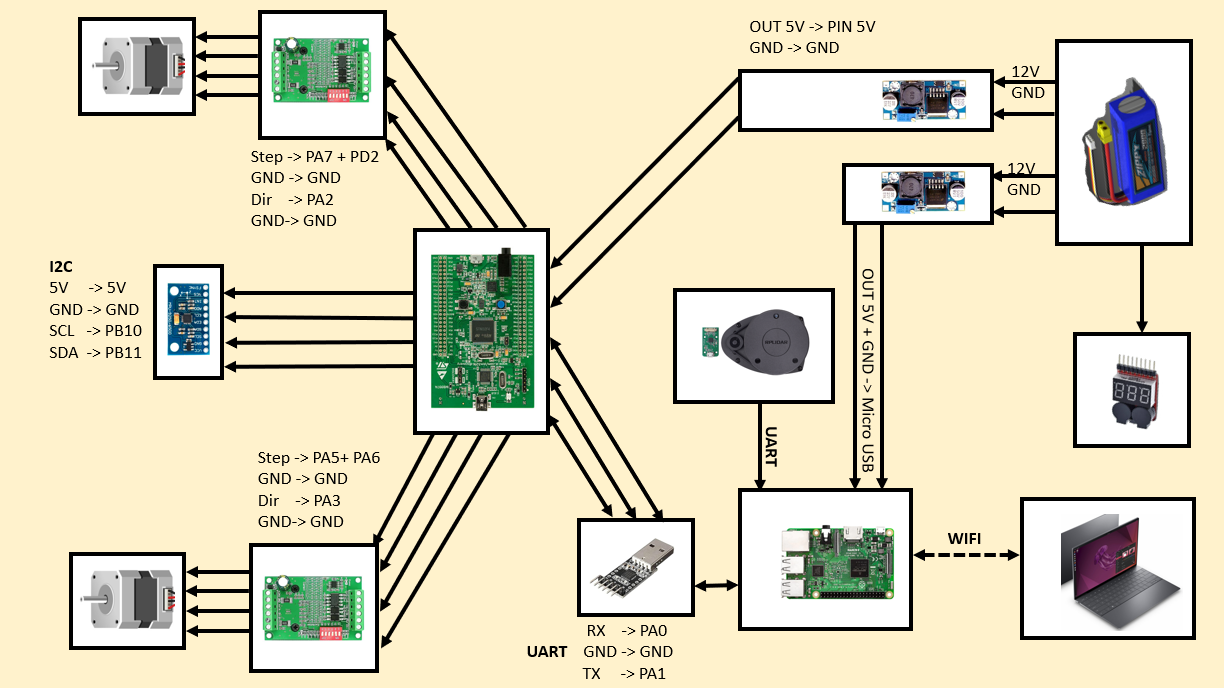 OUT 5V -> PIN 5V
GND -> GND
12V
GND
Step -> PA7 + PD2
GND -> GND
Dir -> PA2
GND-> GND
12V
GND
I2C
5V -> 5V
GND -> GND
SCL -> PB10
SDA -> PB11
OUT 5V + GND -> Micro USB
RPLIDAR
UART
Step -> PA5+ PA6
GND -> GND
Dir -> PA3
GND-> GND
WIFI
RX -> PA0
UART GND -> GND
TX -> PA1